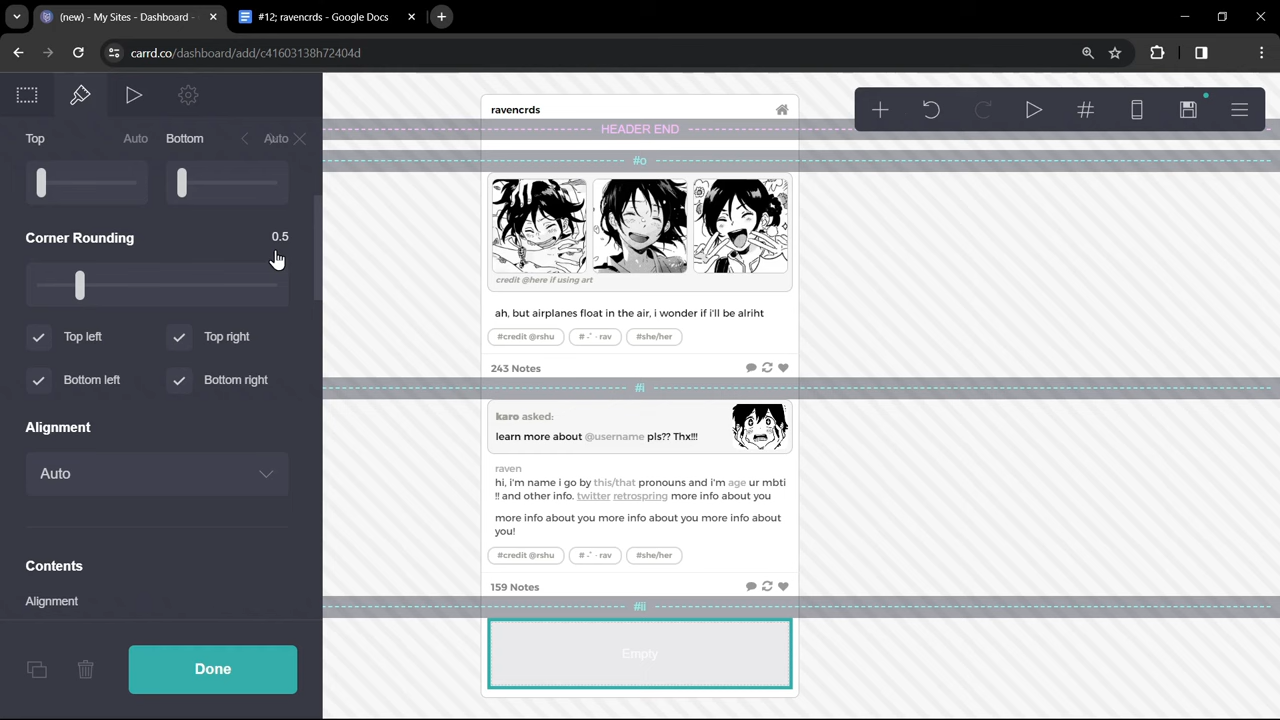 (new) - My Sites - Dashboard -
#12; ravencrds - Google Docs
carrd.co/dashboard/add/c41603138h72404d
Top
Auto
Bottom
Auto
Corner Rounding
0.5
Top left
Top right
Bottom left
Bottom right
Alignment
Auto
Contents
Alignment
Done
ravencrds
HEADER END
#o
credit @here if using art
ah, but airplanes float in the air, i wonder if i'll be alriht
#credit @rshu
# -˚ · rav
#she/her
243 Notes
#i
karo asked:
learn more about @username pls?? Thx!!!
raven
hi, i'm name i go by this/that pronouns and i'm age ur mbti
!! and other info. twitter retrospring more info about you
more info about you more info about you more info about
you!
#credit @rshu
# -˚ · rav
#she/her
159 Notes
#ii
Empty